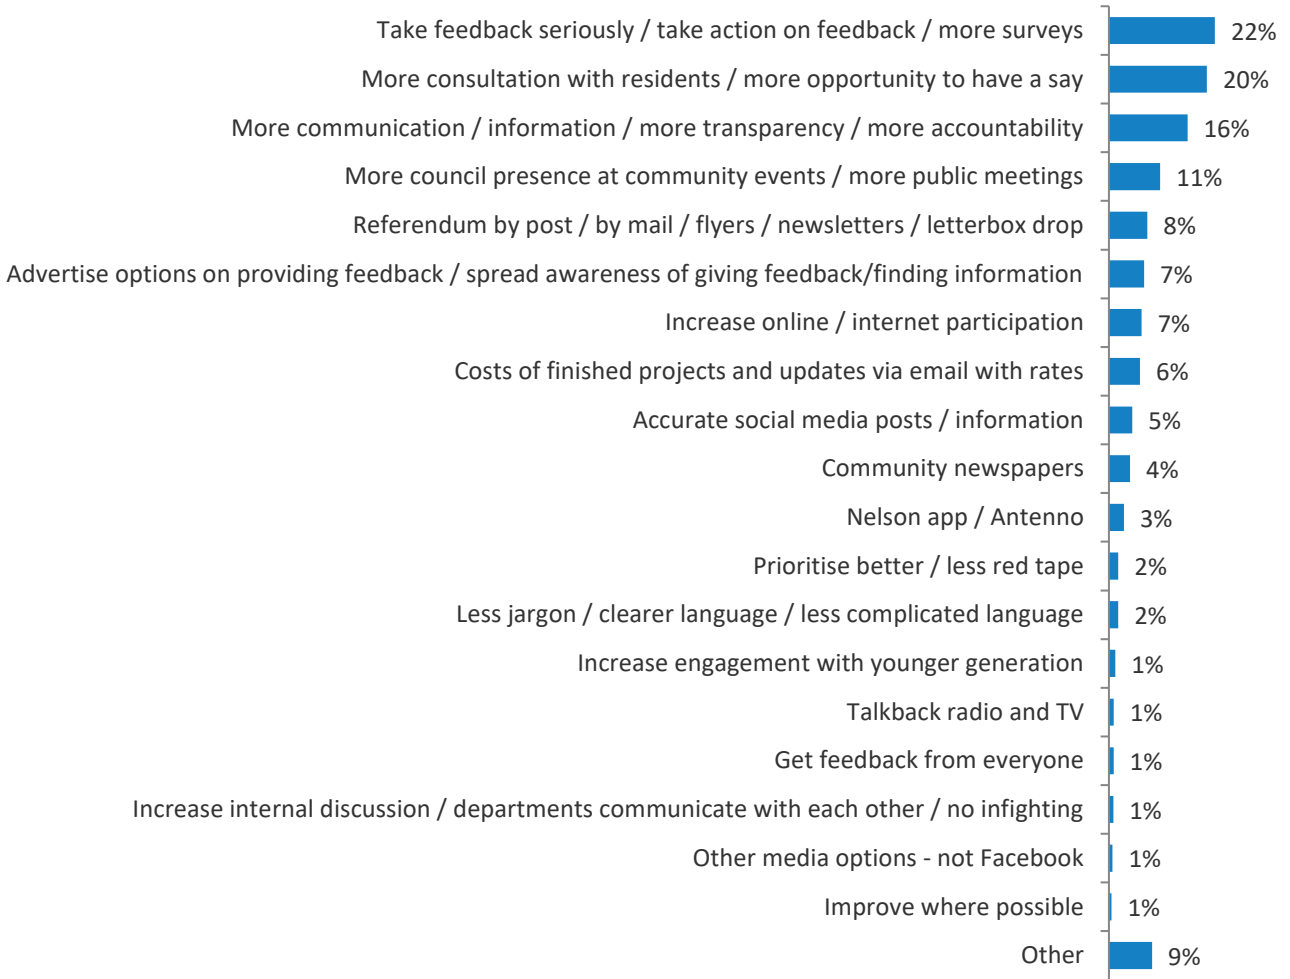 Take feedback seriously / take action on feedback / more surveys 22%
More consultation with residents / more opportunity to have a say 20%
More communication / information / more transparency / more accountability 16%
More council presence at community events / more public meetings 11%
Referendum by post / by mail / flyers / newsletters / letterbox drop 8%
Advertise options on providing feedback / spread awareness of giving feedback/finding information 7%
Increase online / internet participation 7%
Costs of finished projects and updates via email with rates 6%
Accurate social media posts / information 5%
Community newspapers 4%
Nelson app / Antenno 3%
Prioritise better / less red tape 2%
Less jargon / clearer language / less complicated language 2%
Increase engagement with younger generation 1%
Talkback radio and TV 1%
Get feedback from everyone 1%
Increase internal discussion / departments communicate with each other / no infighting 1%
Other media options - not Facebook 1%
Improve where possible 1%
Other 9%